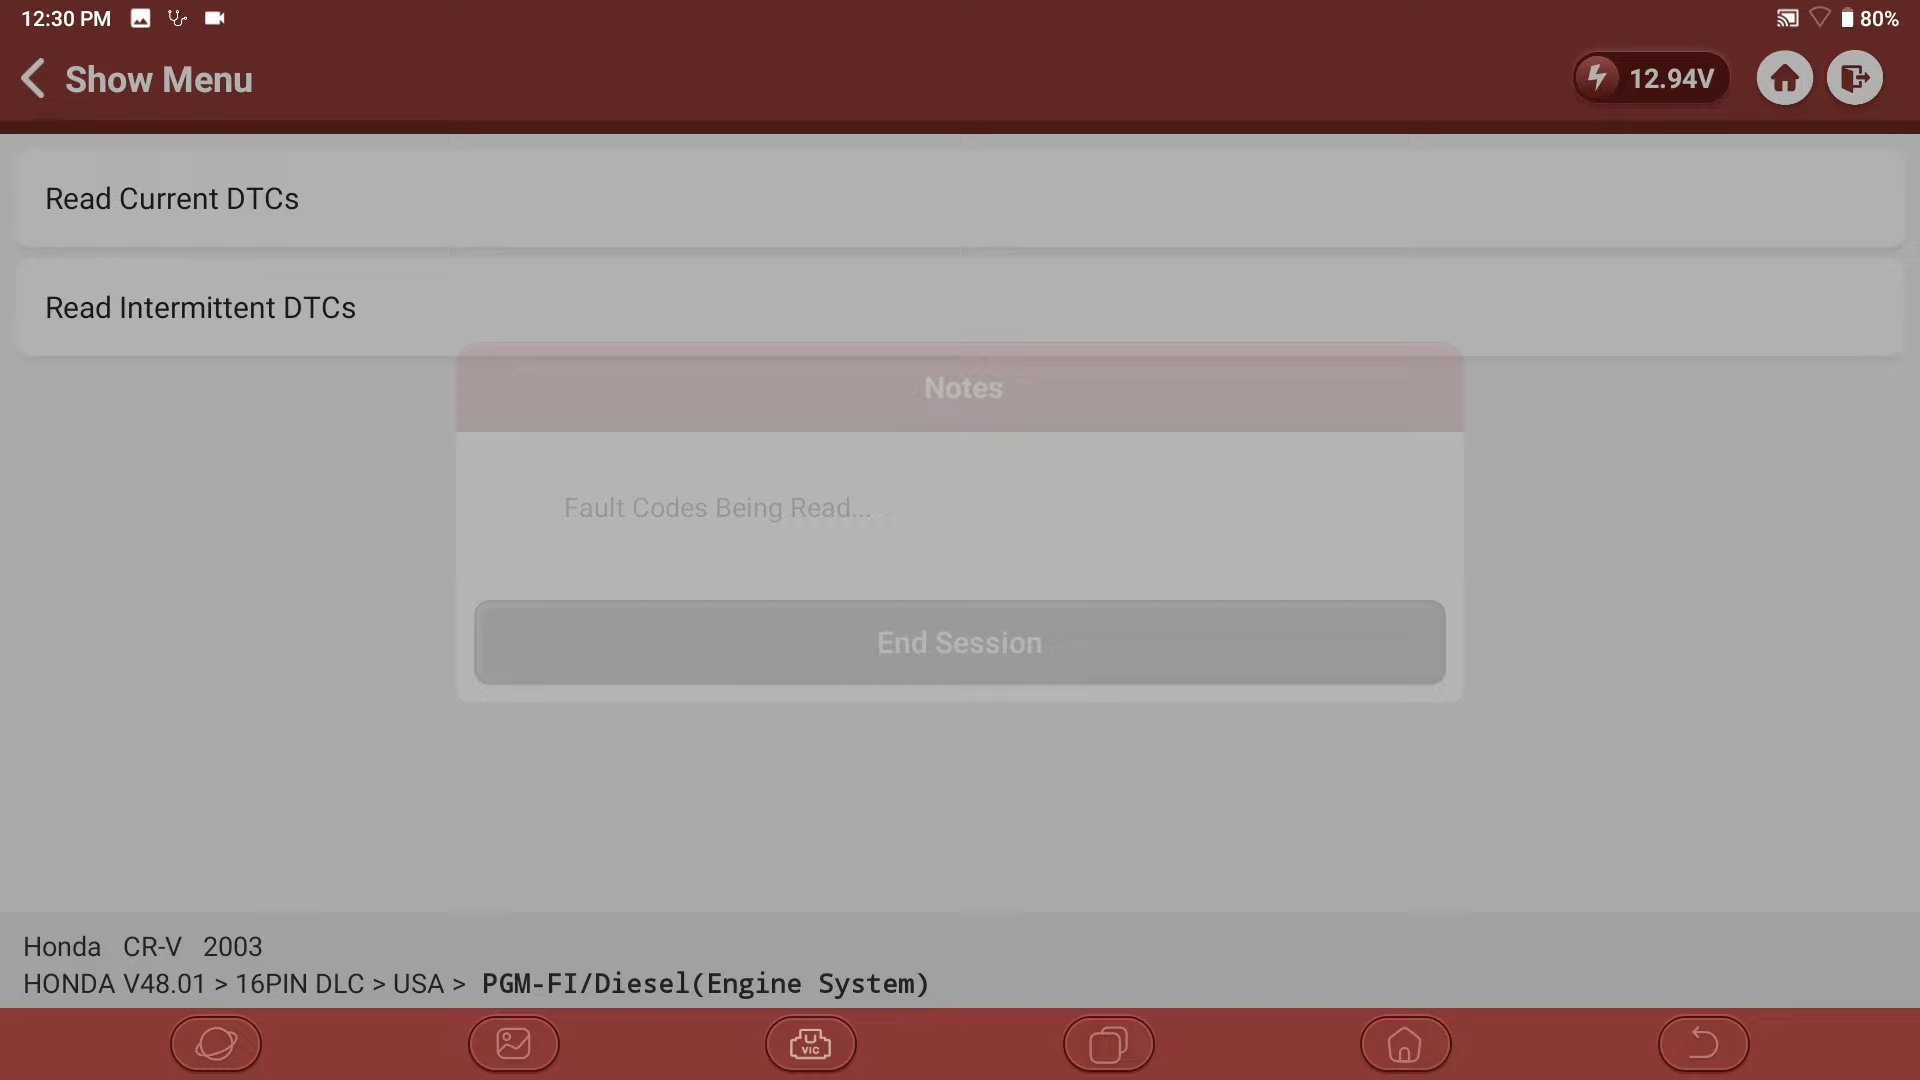 12:30 PM
80%
Show Menu
12.94V
Read Current DTCs
Read Intermittent DTCs
Notes
Fault Codes Being Read...
End Session
Honda CR-V 2003
HONDA V48.01 > 16PIN DLC > USA > PGM-FI/Diesel(Engine System)
VIC